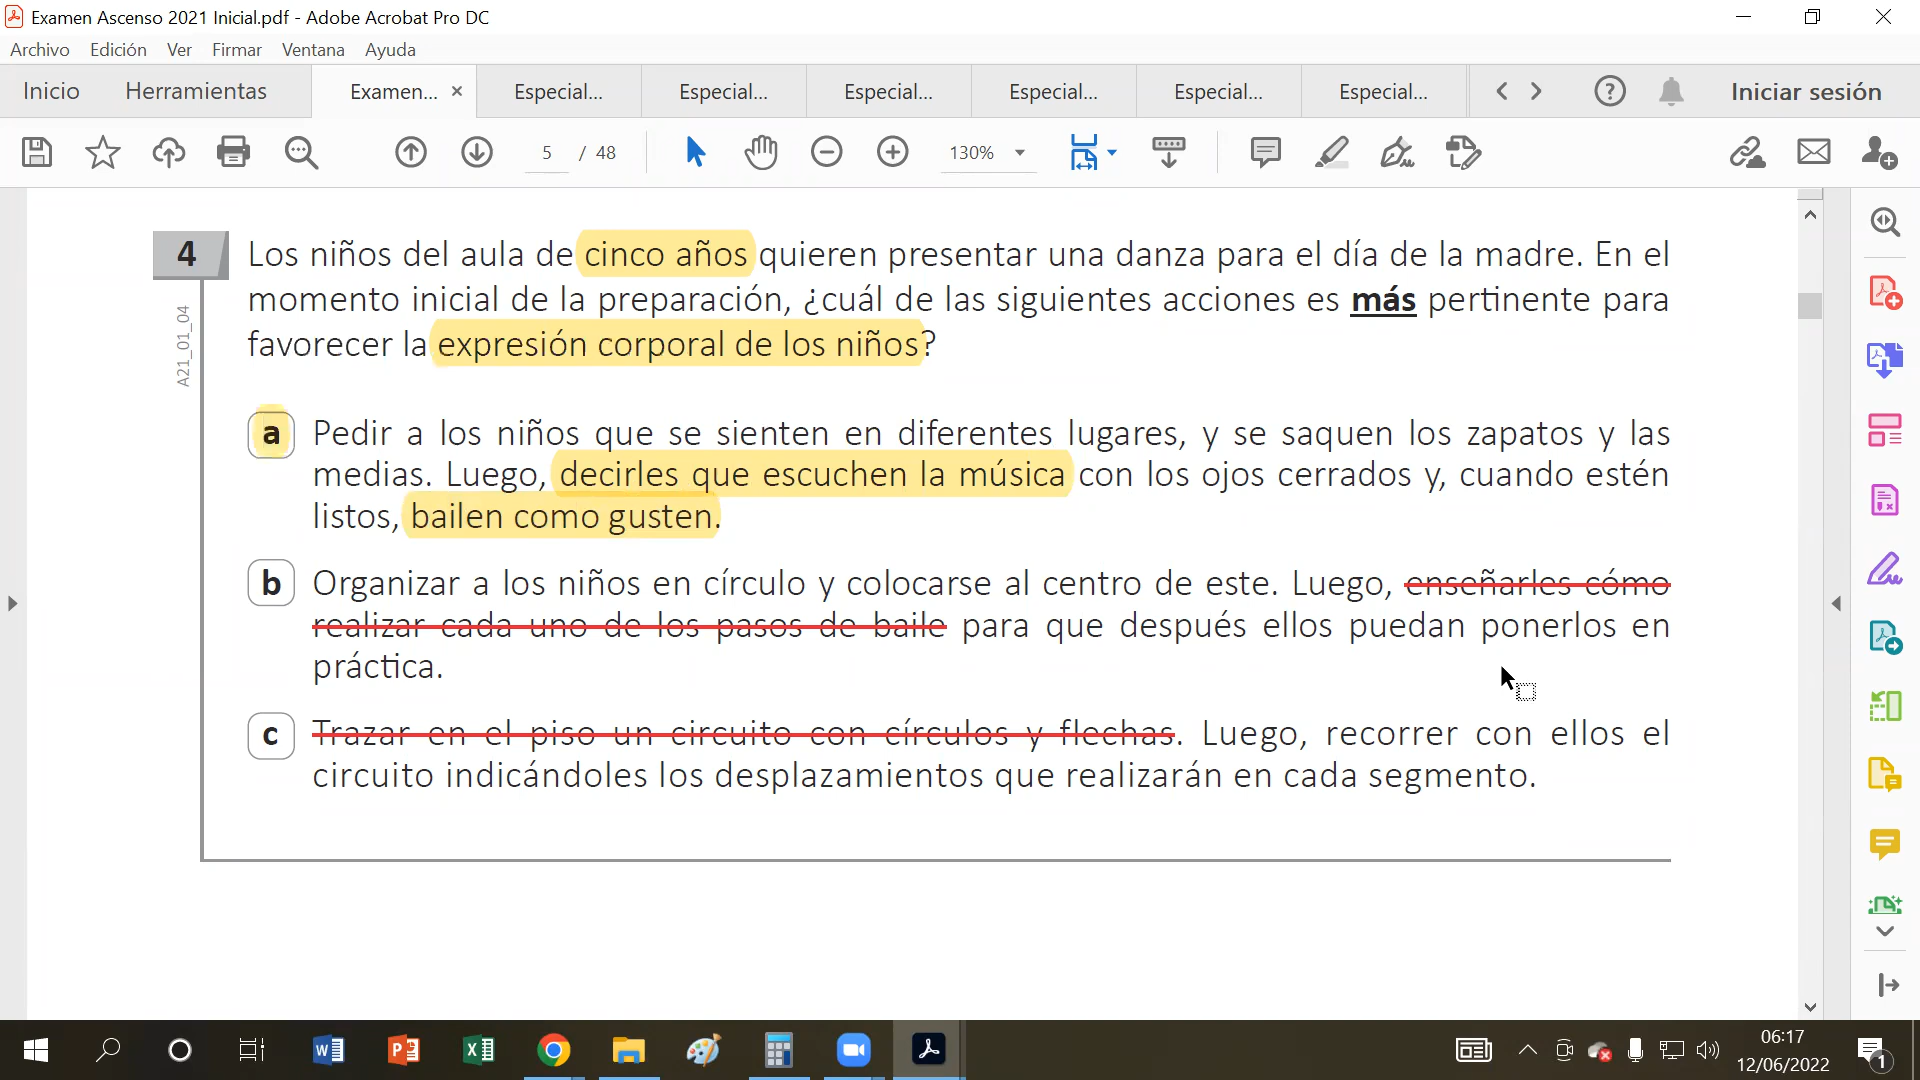 Examen Ascenso 2021 Inicial.pdf - Adobe Acrobat Pro DC
Archivo Edición Ver Firmar Ventana Ayuda
Inicio Herramientas Examen... × Especial... Especial... Especial... Especial... Especial... Especial... Iniciar sesión
5 / 48 130%
4 Los niños del aula de cinco años quieren presentar una danza para el día de la madre. En el
momento inicial de la preparación, ¿cuál de las siguientes acciones es más pertinente para
favorecer la expresión corporal de los niños?
A21_01_04
a Pedir a los niños que se sienten en diferentes lugares, y se saquen los zapatos y las
medias. Luego, decirles que escuchen la música con los ojos cerrados y, cuando estén
listos, bailen como gusten.
b Organizar a los niños en círculo y colocarse al centro de este. Luego, enseñarles cómo
realizar cada uno de los pasos de baile para que después ellos puedan ponerlos en
práctica.
c Trazar en el piso un circuito con círculos y flechas. Luego, recorrer con ellos el
circuito indicándoles los desplazamientos que realizarán en cada segmento.
06:17
12/06/2022
1